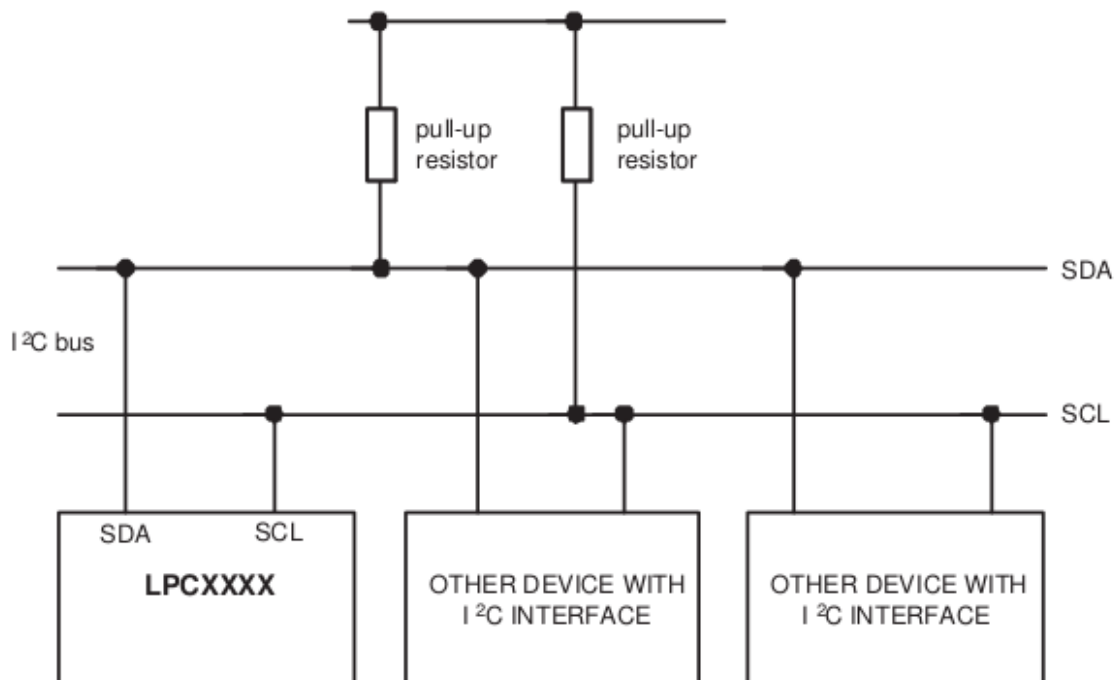 pull-up
resistor
pull-up
resistor
SDA
I²C bus
SCL
SDA
SCL
LPCXXXX
OTHER DEVICE WITH
I²C INTERFACE
OTHER DEVICE WITH
I²C INTERFACE